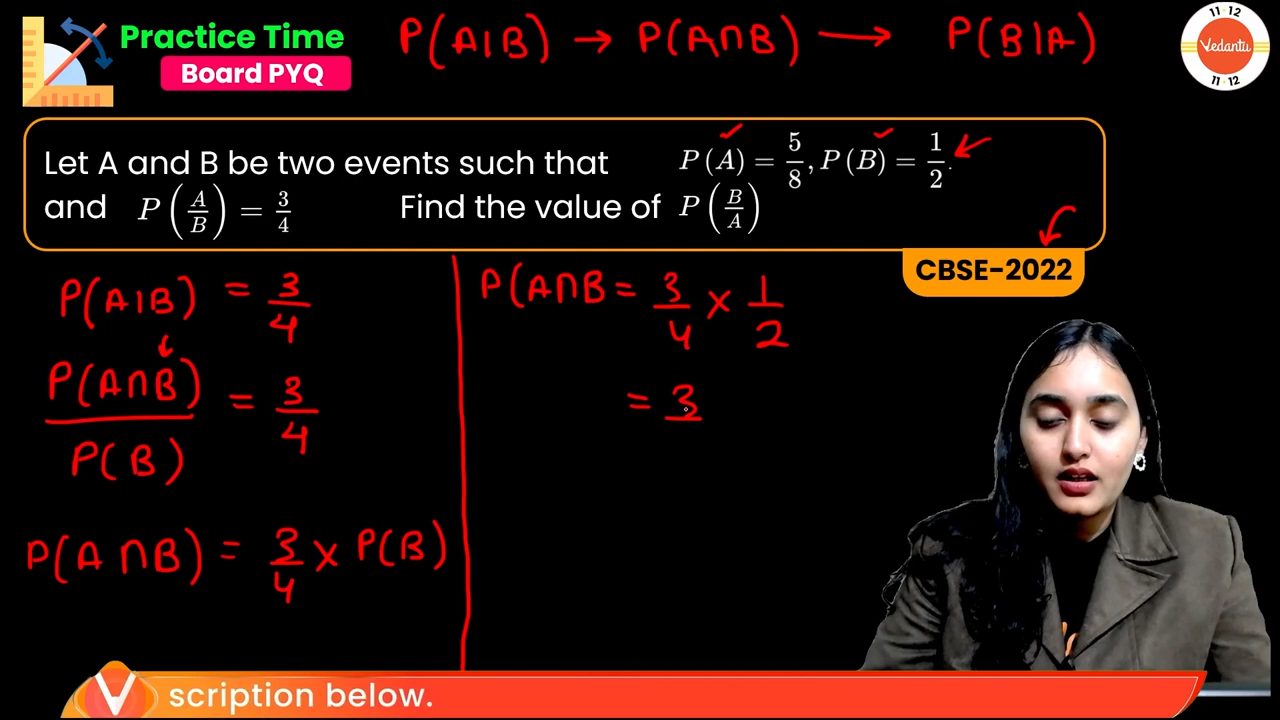 Practice Time
Board PYQ
P(A|B) → P(A∩B) → P(B|A)
11·12
Vedantu
11·12
Let A and B be two events such that P(A) = 5/8, P(B) = 1/2.
and P(A/B) = 3/4 Find the value of P(B/A)
CBSE-2022
P(A|B) = 3/4
P(A∩B)/P(B) = 3/4
P(A∩B) = 3/4 × P(B)
P(A∩B = 3/4 × 1/2
= 3
scription below.